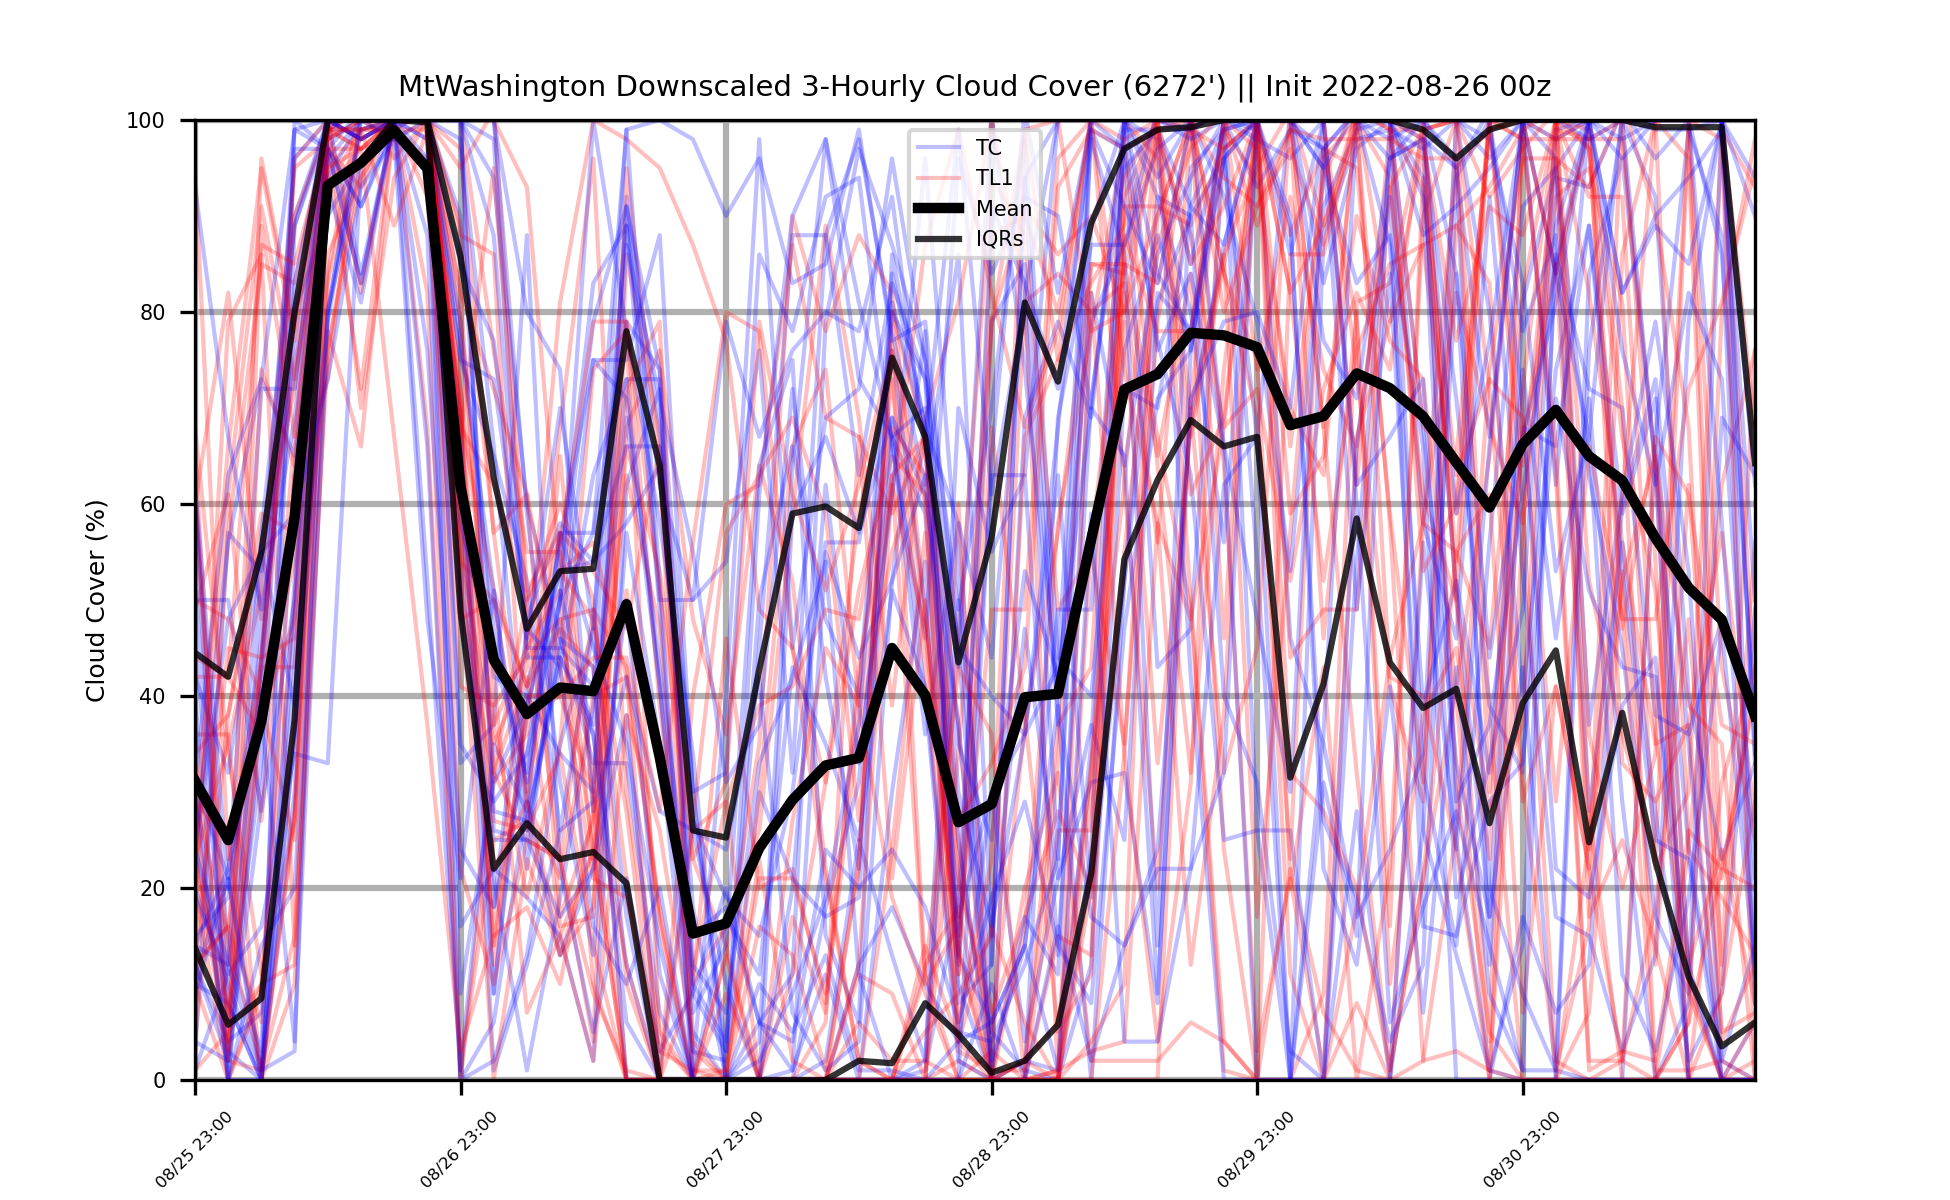 MtWashington Downscaled 3-Hourly Cloud Cover (6272') || Init 2022-08-26 00z
Cloud Cover (%)
100
80
60
40
20
0
TC
TL1
Mean
IQRs
08/25 23:00
08/26 23:00
08/27 23:00
08/28 23:00
08/29 23:00
08/30 23:00